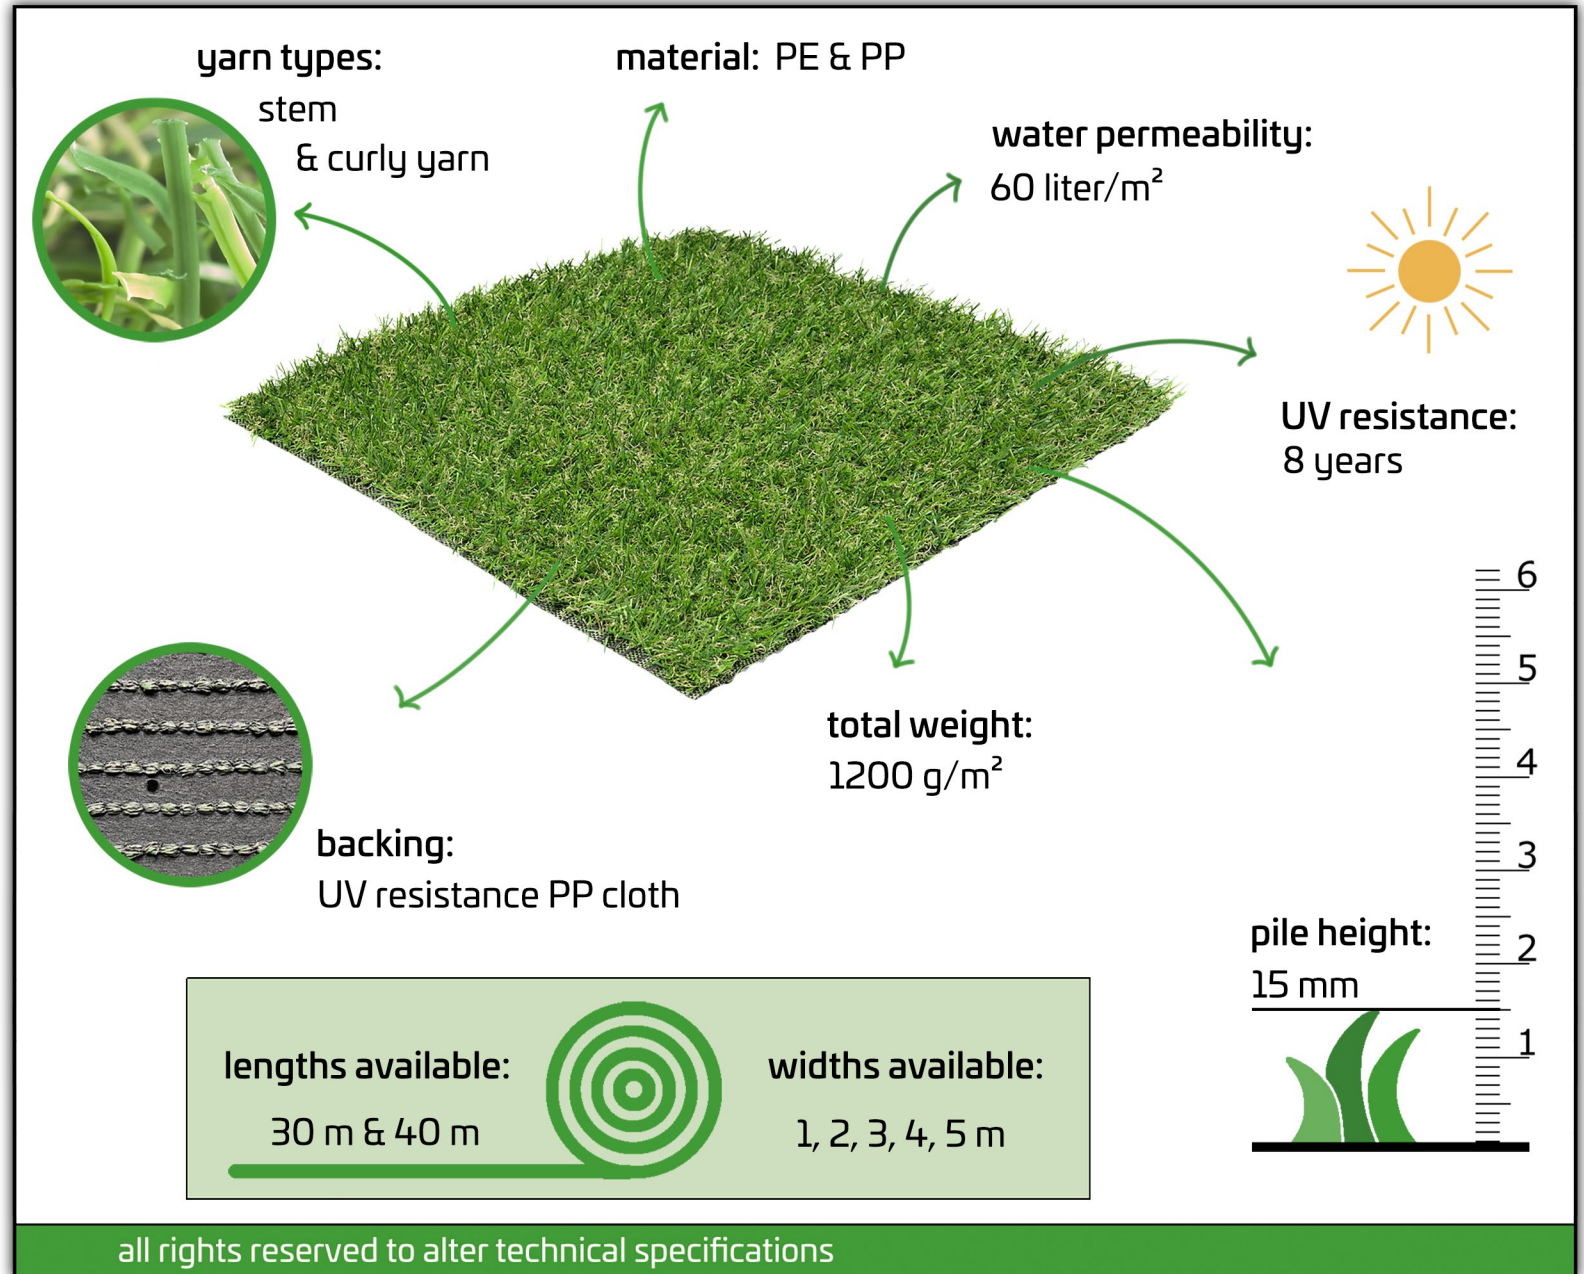 yarn types:
stem
& curly yarn
material: PE & PP
water permeability:
60 liter/m²
UV resistance:
8 years
6
5
4
3
2
1
total weight:
1200 g/m²
backing:
UV resistance PP cloth
pile height:
15 mm
lengths available:
30 m & 40 m
widths available:
1, 2, 3, 4, 5 m
all rights reserved to alter technical specifications